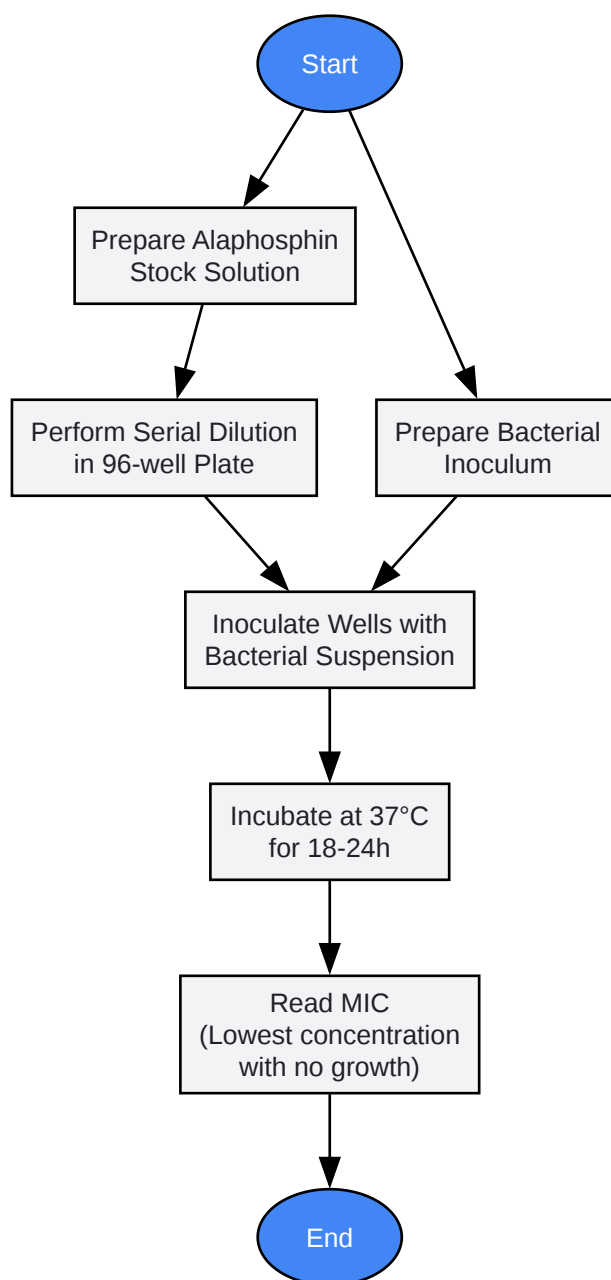 Start
Prepare Alaphosphin
Stock Solution
Perform Serial Dilution
in 96-well Plate
Prepare Bacterial
Inoculum
Inoculate Wells with
Bacterial Suspension
Incubate at 37°C
for 18-24h
Read MIC
(Lowest concentration
with no growth)
End